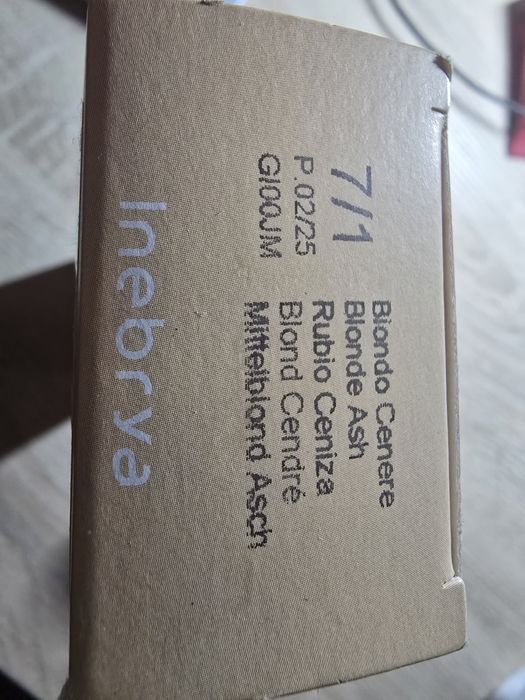 7/1
P.02/25
GI00JM
Biondo Cenere
Blonde Ash
Rubio Ceniza
Blond Cendré
Mittelblond Asch
Inebrya